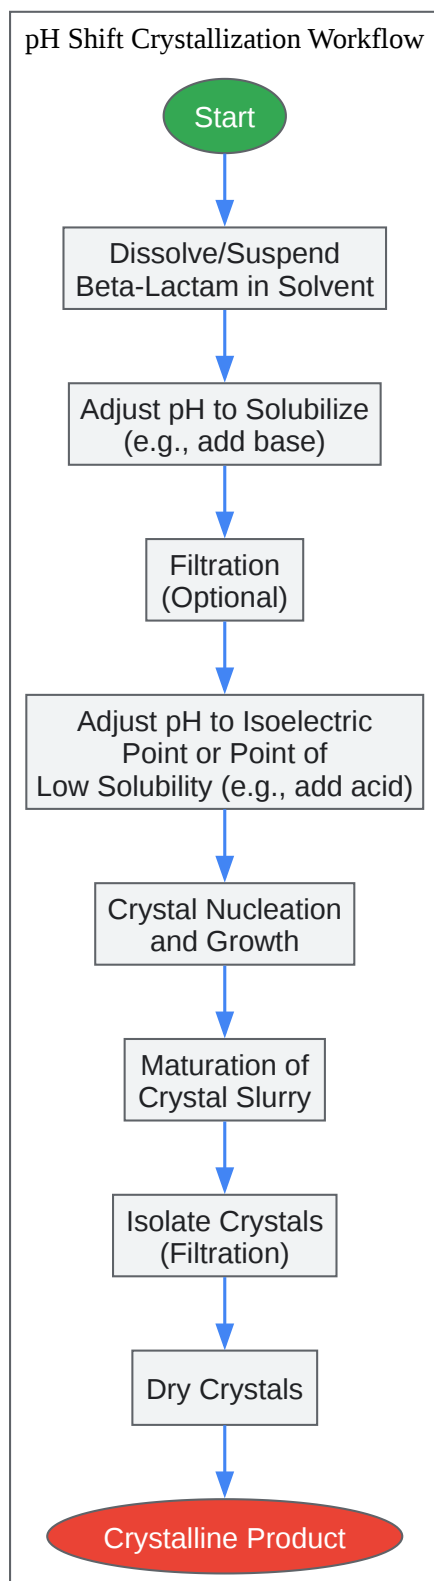 pH Shift Crystallization Workflow
Start
Dissolve/Suspend
Beta-Lactam in Solvent
Adjust pH to Solubilize
(e.g., add base)
Filtration
(Optional)
Adjust pH to Isoelectric
Point or Point of
Low Solubility (e.g., add acid)
Crystal Nucleation
and Growth
Maturation of
Crystal Slurry
Isolate Crystals
(Filtration)
Dry Crystals
Crystalline Product